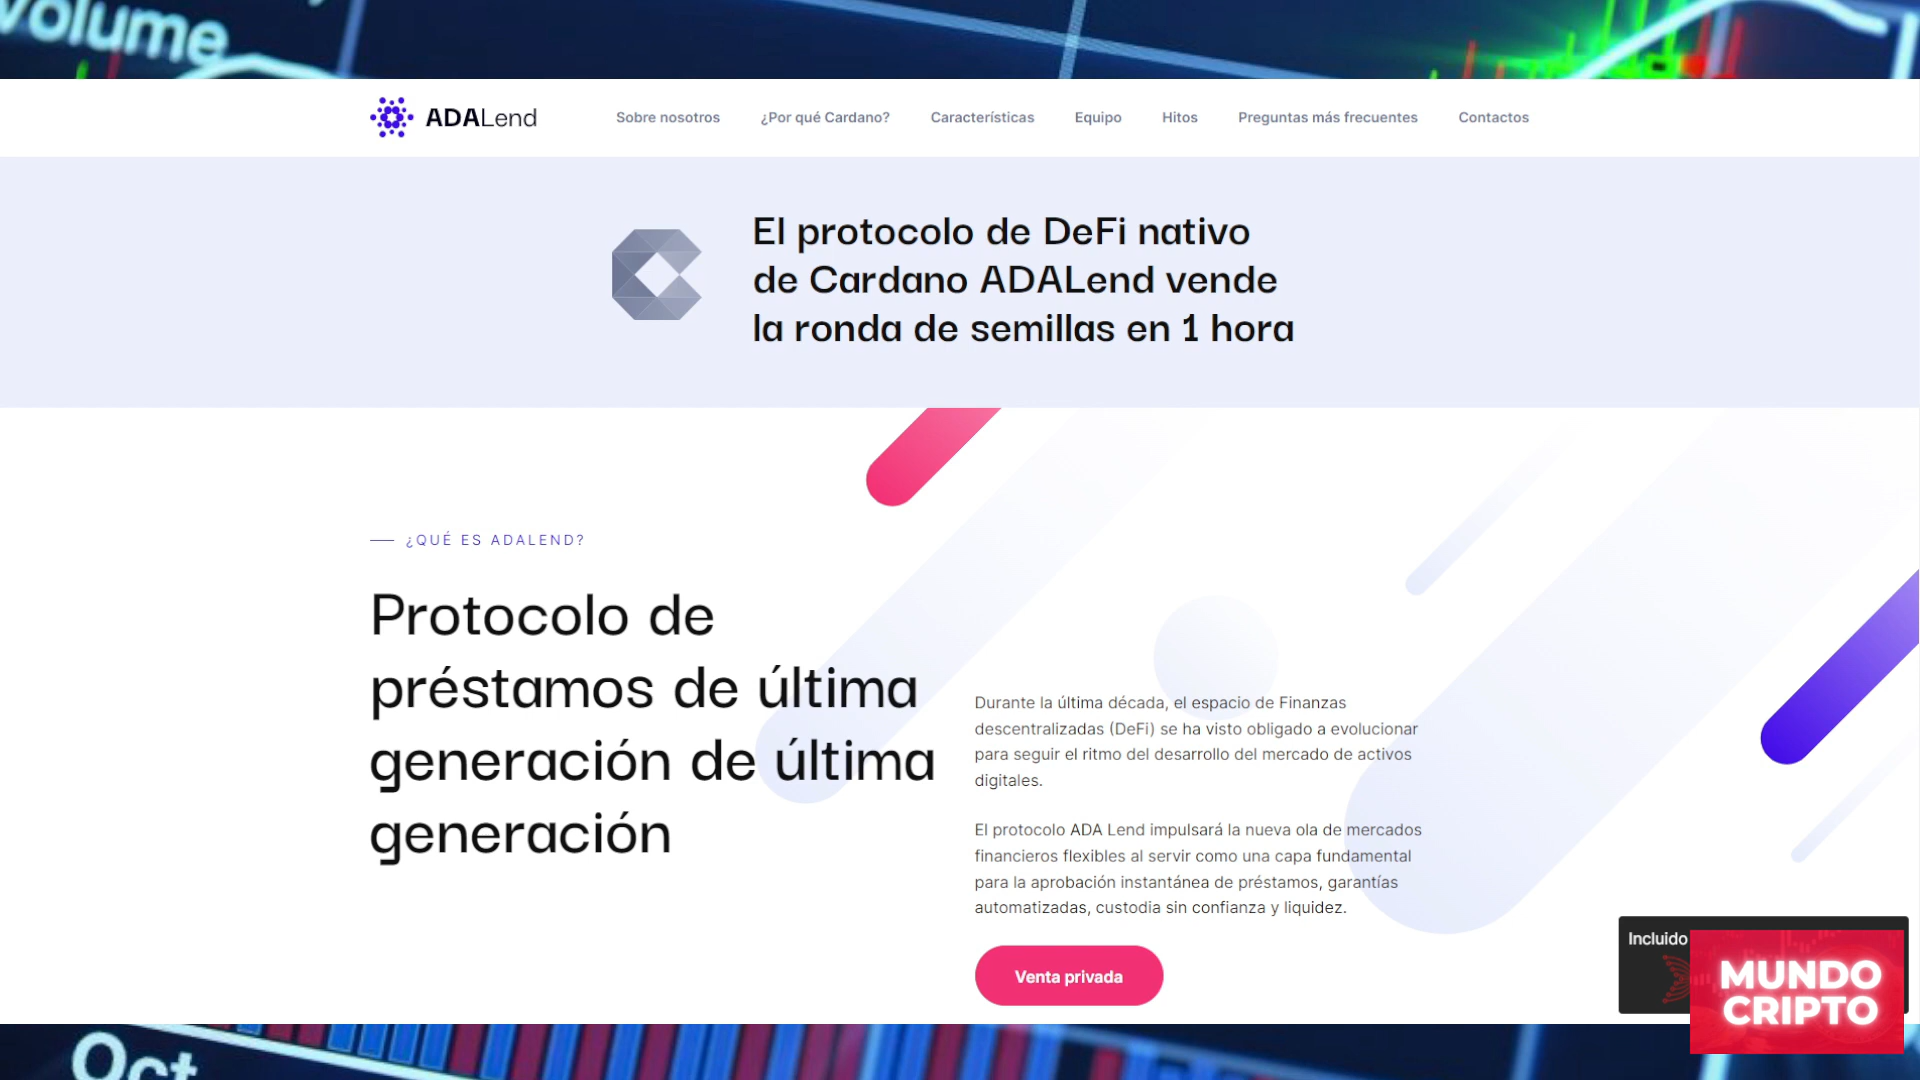 Volume
ADALend
Sobre nosotros
¿Por qué Cardano?
Características
Equipo
Hitos
Preguntas más frecuentes
Contactos
El protocolo de DeFi nativo
de Cardano ADALend vende
la ronda de semillas en 1 hora
¿QUÉ ES ADALEND?
Protocolo de
préstamos de última
generación de última
generación
Durante la última década, el espacio de Finanzas
descentralizadas (DeFi) se ha visto obligado a evolucionar
para seguir el ritmo del desarrollo del mercado de activos
digitales.
El protocolo ADA Lend impulsará la nueva ola de mercados
financieros flexibles al servir como una capa fundamental
para la aprobación instantánea de préstamos, garantías
automatizadas, custodia sin confianza y liquidez.
Venta privada
Incluido
MUNDO
CRIPTO
Oct